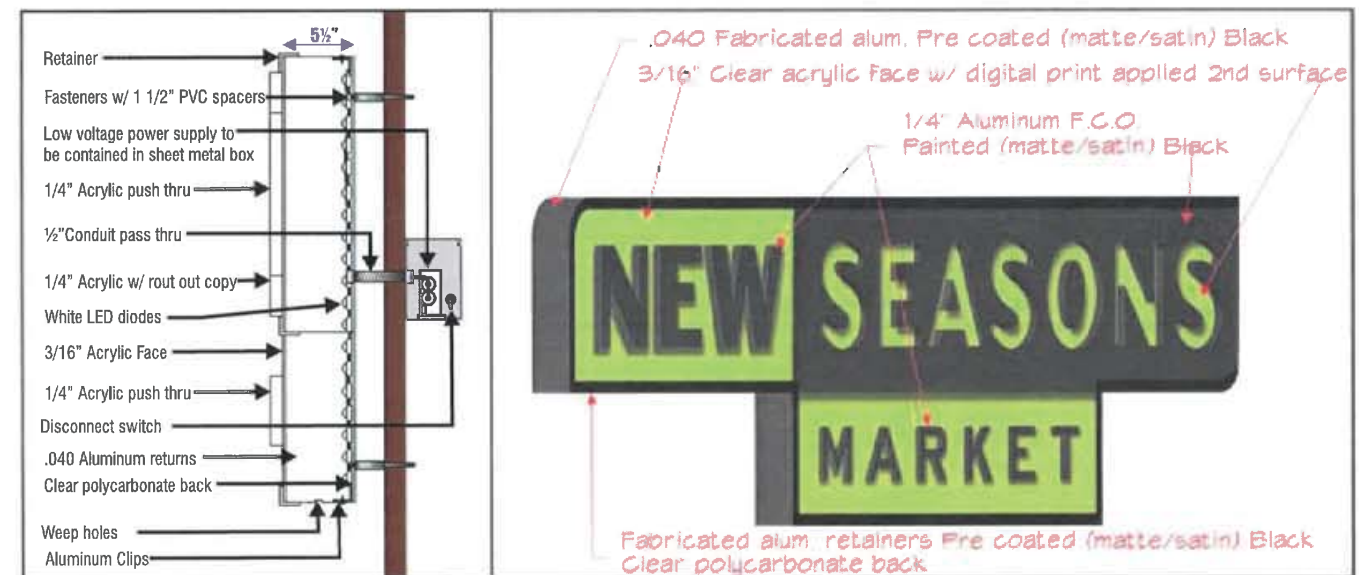 5½"
Retainer
Fasteners w/ 1 1/2" PVC spacers
Low voltage power supply to
be contained in sheet metal box
1/4" Acrylic push thru
½"Conduit pass thru
1/4" Acrylic w/ rout out copy
White LED diodes
3/16" Acrylic Face
1/4" Acrylic push thru
Disconnect switch
.040 Aluminum returns
Clear polycarbonate back
Weep holes
Aluminum Clips
.040 Fabricated alum. Pre coated (matte/satin) Black
3/16" Clear acrylic face w/ digital print applied 2nd surface
1/4" Aluminum F.C.O.
Painted (matte/satin) Black
NEW SEASONS
MARKET
Fabricated alum. retainers Pre coated (matte/satin) Black
Clear polycarbonate back